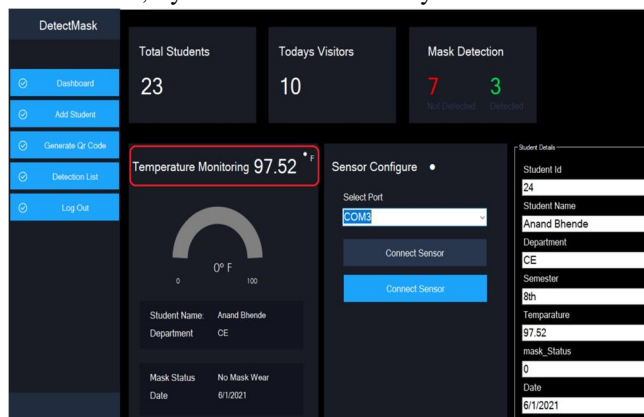 DetectMask
Dashboard
Add Student
Generate Qr Code
Detection List
Log Out
Total Students
23
Todays Visitors
10
Mask Detection
7 3
Not Detected Detected
Temperature Monitoring 97.52 ° F
0° F
0 100
Student Name: Anand Bhende
Department CE
Mask Status No Mask Wear
Date 6/1/2021
Sensor Configure
Select Port
COM3
Connect Sensor
Connect Sensor
Student Details
Student Id
24
Student Name
Anand Bhende
Department
CE
Semester
8th
Temparature
97.52
mask_Status
0
Date
6/1/2021